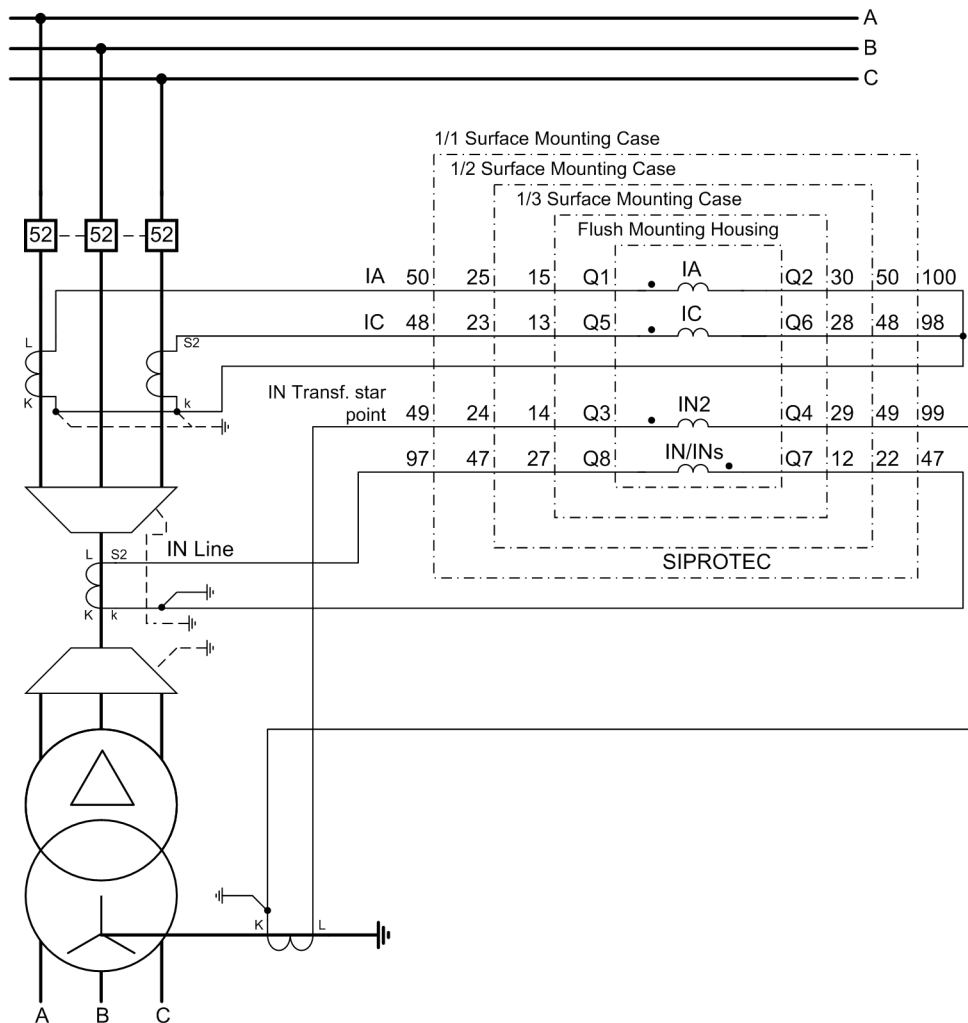 A
B
C
1/1 Surface Mounting Case
1/2 Surface Mounting Case
1/3 Surface Mounting Case
Flush Mounting Housing
52 52 52
IA 50 25 15 Q1 IA Q2 30 50 100
IC 48 23 13 Q5 IC Q6 28 48 98
L S2
K k
IN Transf. star
point 49 24 14 Q3 IN2 Q4 29 49 99
97 47 27 Q8 IN/INs Q7 12 22 47
L S2 IN Line
SIPROTEC
K k
K L
A B C